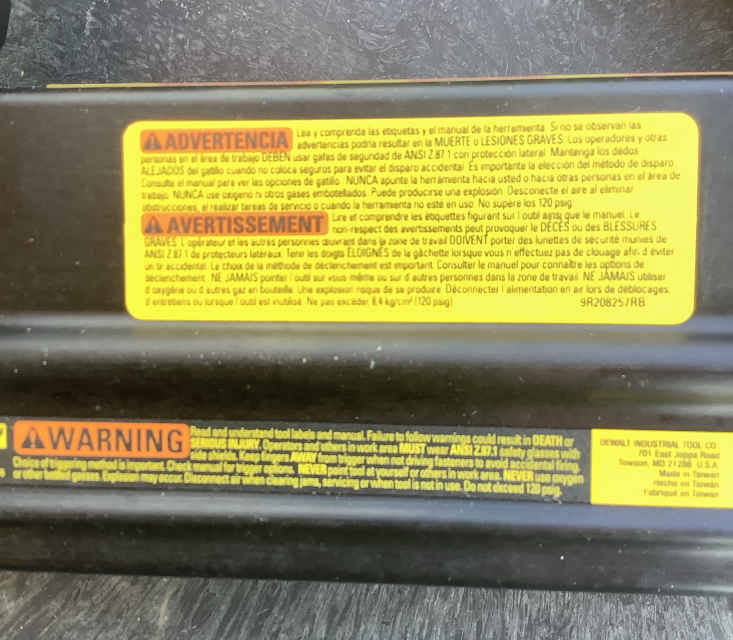 ADVERTENCIA Lea y comprenda las etiquetas y el manual de la herramienta. Si no se observan las
advertencias podría resultar en la MUERTE o LESIONES GRAVES. Los operadores y otras
personas en el área de trabajo DEBEN usar gafas de seguridad de ANSI Z.87.1 con protección lateral. Mantenga los dedos
ALEJADOS del gatillo cuando no coloca seguros para evitar el disparo accidental. Es importante la elección del método de disparo.
Consulte el manual para ver las opciones de gatillo. NUNCA apunte la herramienta hacia usted o hacia otras personas en el área de
trabajo. NUNCA use oxígeno ni otros gases embotellados. Puede producirse una explosión. Desconecte el aire al eliminar
obstrucciones, al realizar tareas de servicio o cuando la herramienta no esté en uso. No supere los 120 psig.
AVERTISSEMENT Lire et comprendre les étiquettes figurant sur l'outil ainsi que le manuel. Le
non-respect des avertissements peut provoquer le DÉCÈS ou des BLESSURES
GRAVES. L'opérateur et les autres personnes œuvrant dans la zone de travail DOIVENT porter des lunettes de sécurité munies de
ANSI Z.87.1 de protecteurs latéraux. Tenir les doigts ÉLOIGNÉS de la gâchette lorsque vous n'effectuez pas de clouage afin d'éviter
un tir accidentel. Le choix de la méthode de déclenchement est important. Consulter le manuel pour connaître les options de
déclenchement. NE JAMAIS pointer l'outil sur vous même ou sur d'autres personnes dans la zone de travail. NE JAMAIS utiliser
d'oxygène ou d'autres gaz en bouteille. Une explosion risque de se produire. Déconnecter l'alimentation en air lors de déblocages,
d'entretiens ou lorsque l'outil est inutilisé. Ne pas excéder 8,4 kg/cm² (120 psig). 9R208257RB
WARNING Read and understand tool labels and manual. Failure to follow warnings could result in DEATH or
SERIOUS INJURY. Operators and others in work area MUST wear ANSI Z.87.1 safety glasses with
side shields. Keep fingers AWAY from trigger when not driving fasteners to avoid accidental firing.
Choice of triggering method is important. Check manual for trigger options. NEVER point tool at yourself or others in work area. NEVER use oxygen
or other bottled gasses. Explosion may occur. Disconnect air when clearing jams, servicing or when tool is not in use. Do not exceed 120 psig.
DEWALT INDUSTRIAL TOOL CO.
701 East Joppa Road
Towson, MD 21286 U.S.A.
Made in Taiwan
Hecho en Taiwán
Fabriqué en Taiwan